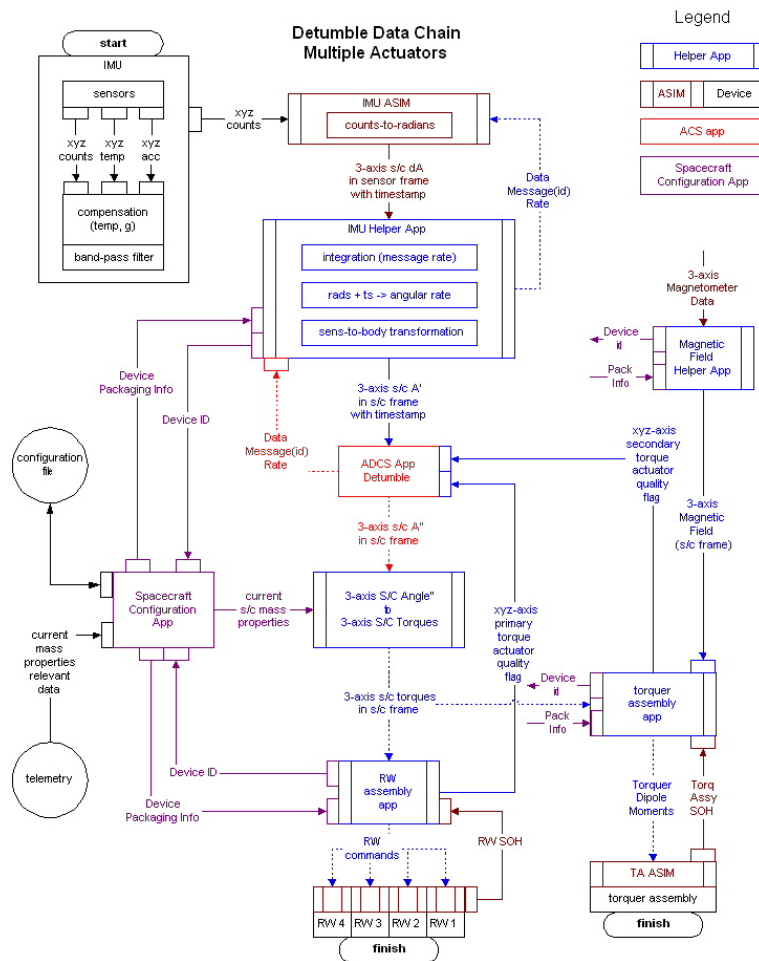 Detumble Data Chain
Multiple Actuators
Legend
Helper App
ASIM
Device
ACS app
Spacecraft
Configuration App
start
IMU
sensors
xyz
counts
xyz
temp
xyz
acc
compensation
(temp, g)
band-pass filter
xyz
counts
IMU ASIM
counts-to-radians
3-axis s/c dA
in sensor frame
with timestamp
Data
Message(id)
Rate
IMU Helper App
integration (message rate)
rads + ts -> angular rate
sens-to-body transformation
3-axis
Magnetometer
Data
Device
id
Pack
Info
Magnetic
Field
Helper App
Device
Packaging Info
Device ID
Data
Message(id)
Rate
3-axis s/c A'
in s/c frame
with timestamp
configuration
file
ADCS App
Detumble
xyz-axis
secondary
torque
actuator
quality
flag
3-axis
Magnetic
Field
(s/c frame)
3-axis s/c A"
in s/c frame
Spacecraft
Configuration
App
current
s/c mass
properties
3-axis S/C Angle"
to
3-axis S/C Torques
xyz-axis
primary
torque
actuator
quality
flag
current
mass
properties
relevant
data
3-axis s/c torques
in s/c frame
Device
id
Pack
Info
torquer
assembly
app
telemetry
Device ID
Device
Packaging Info
RW
assembly
app
RW
commands
RW SOH
Torquer
Dipole
Moments
Torq
Assy
SOH
RW 4
RW 3
RW 2
RW 1
finish
TA ASIM
torquer assembly
finish